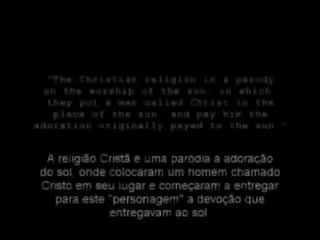 "The Christian religion is a parody
on the worship of the sun, in which
they put a man called Christ in the
place of the sun, and pay him the
adoration originally payed to the sun."
A religião Cristã é uma parodia a adoração
do sol, onde colocaram um homem chamado
Cristo em seu lugar e começaram a entregar
para este "personagem" a devoção que
entregavam ao sol